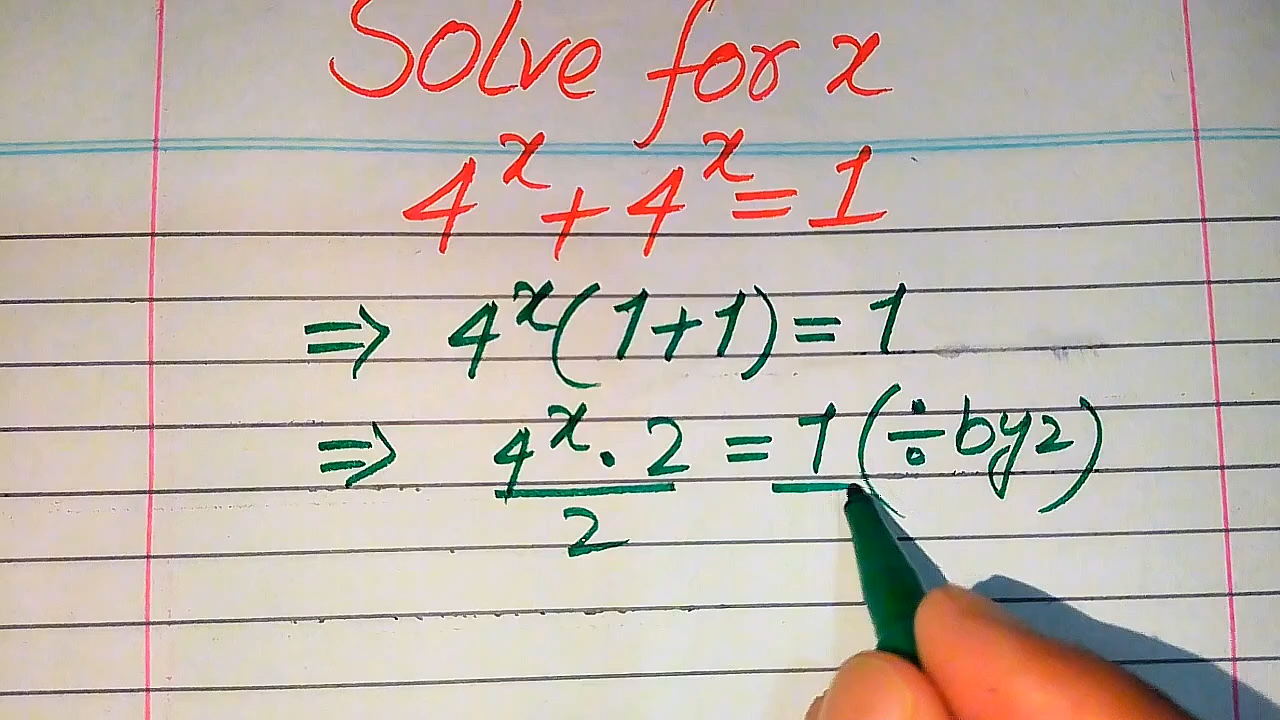 Solve for x
4^x + 4^x = 1
⇒ 4^x (1+1) = 1
⇒ 4^x · 2 = 1 (÷ by 2)
2